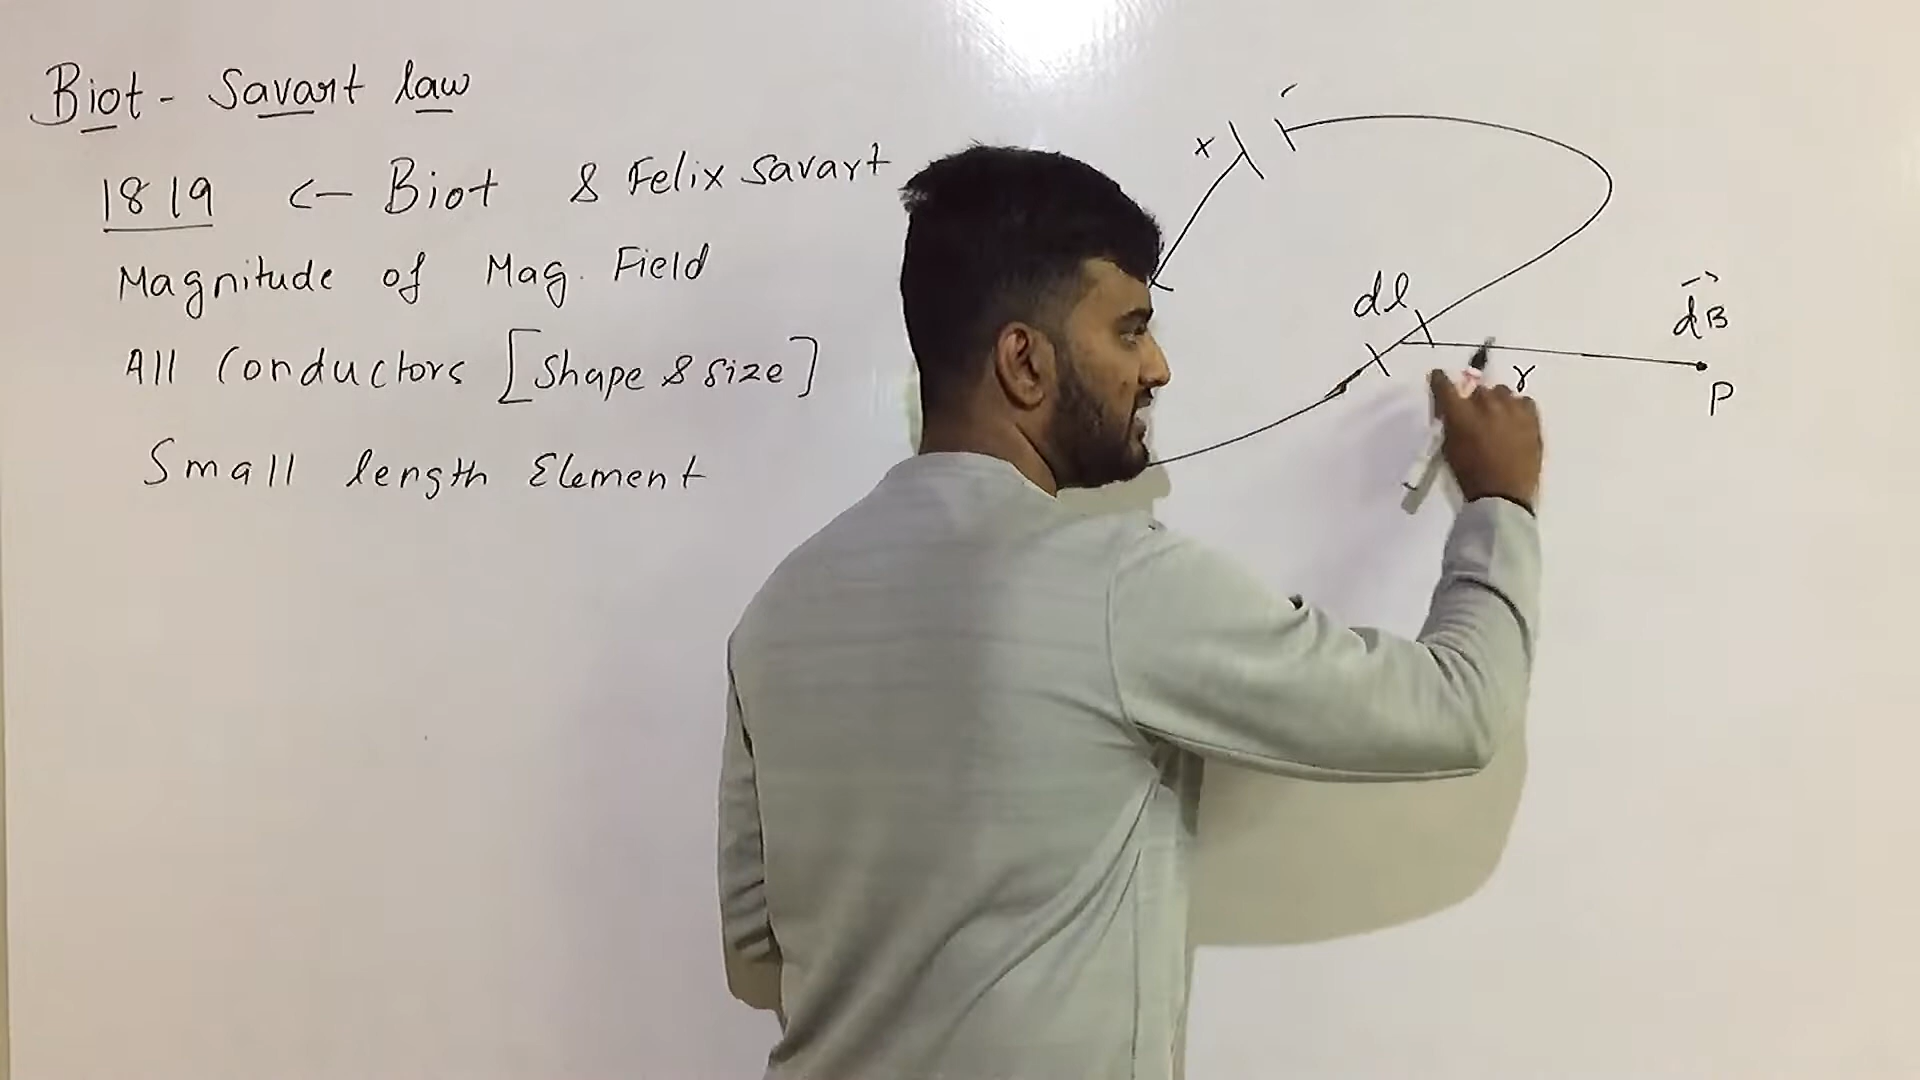 Biot - Savart law
1819 <- Biot & Felix Savart
Magnitude of Mag. Field
All Conductors [Shape & Size]
Small length Element
+ -
dl
r
dB
P